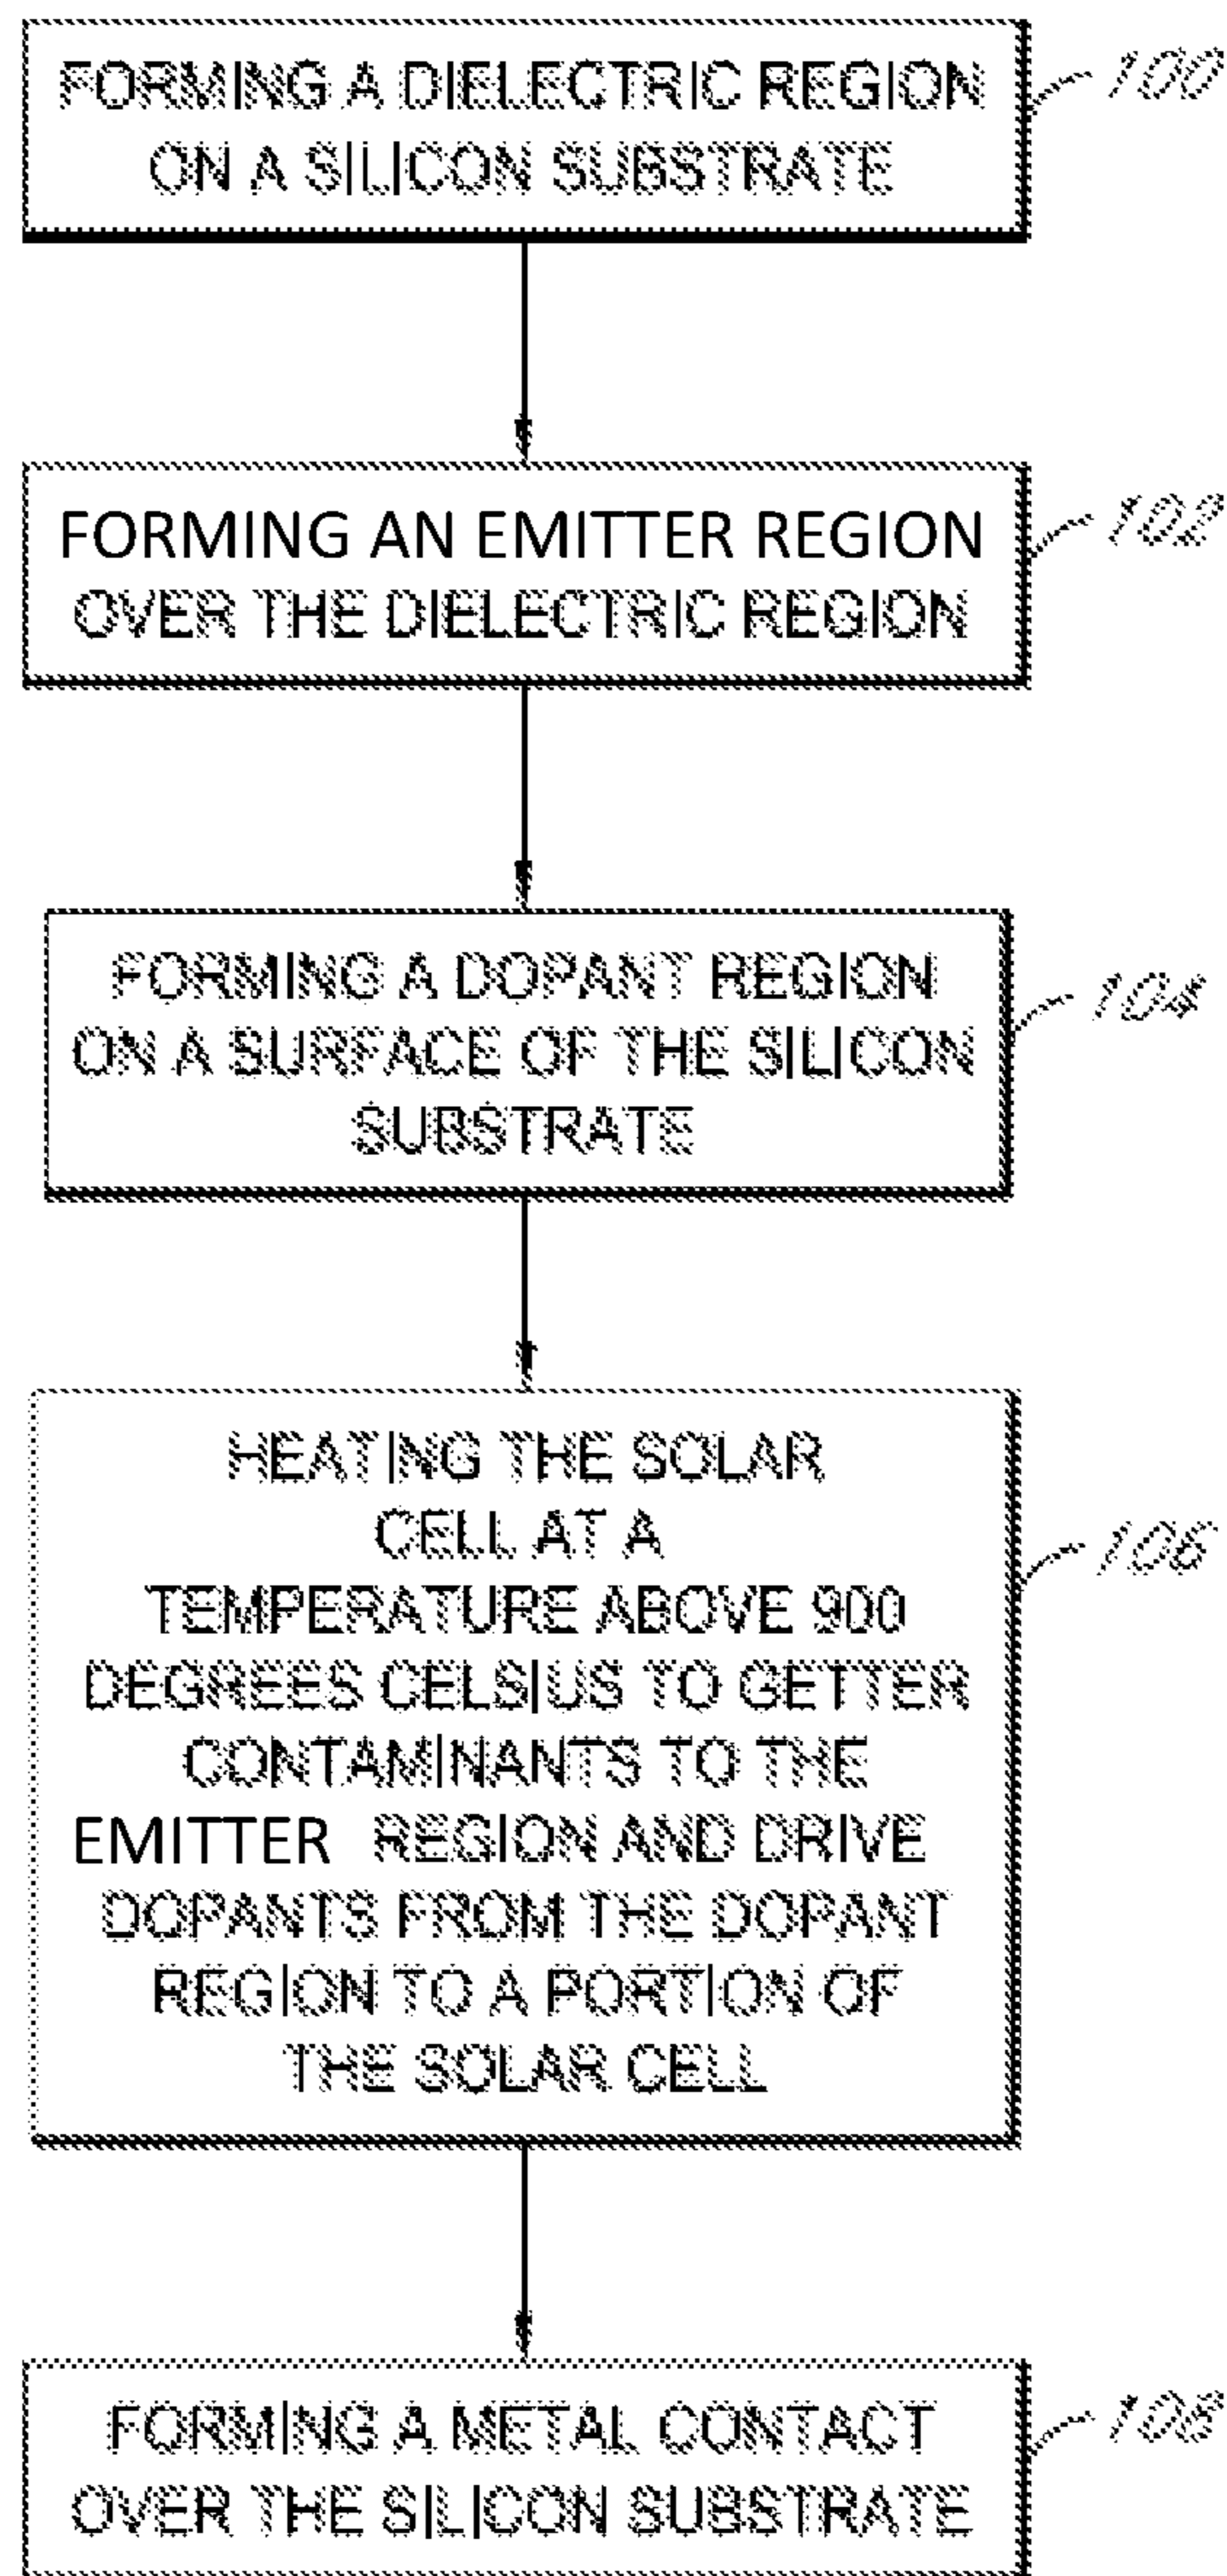 FORMING A DIELECTRIC REGION
ON A SILICON SUBSTRATE
100
FORMING AN EMITTER REGION
OVER THE DIELECTRIC REGION
102
FORMING A DOPANT REGION
ON A SURFACE OF THE SILICON
SUBSTRATE
104
HEATING THE SOLAR
CELL AT A
TEMPERATURE ABOVE 900
DEGREES CELSIUS TO GETTER
CONTAMINANTS TO THE
EMITTER REGION AND DRIVE
DOPANTS FROM THE DOPANT
REGION TO A PORTION OF
THE SOLAR CELL
106
FORMING A METAL CONTACT
OVER THE SILICON SUBSTRATE
108